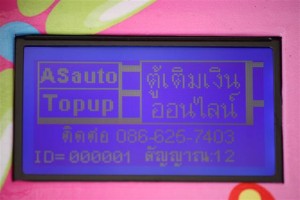 ASauto
Topup
ตู้เติมเงิน
ออนไลน์
ติดต่อ 086-626-7403
ID= 000001 สัญญาณ:12